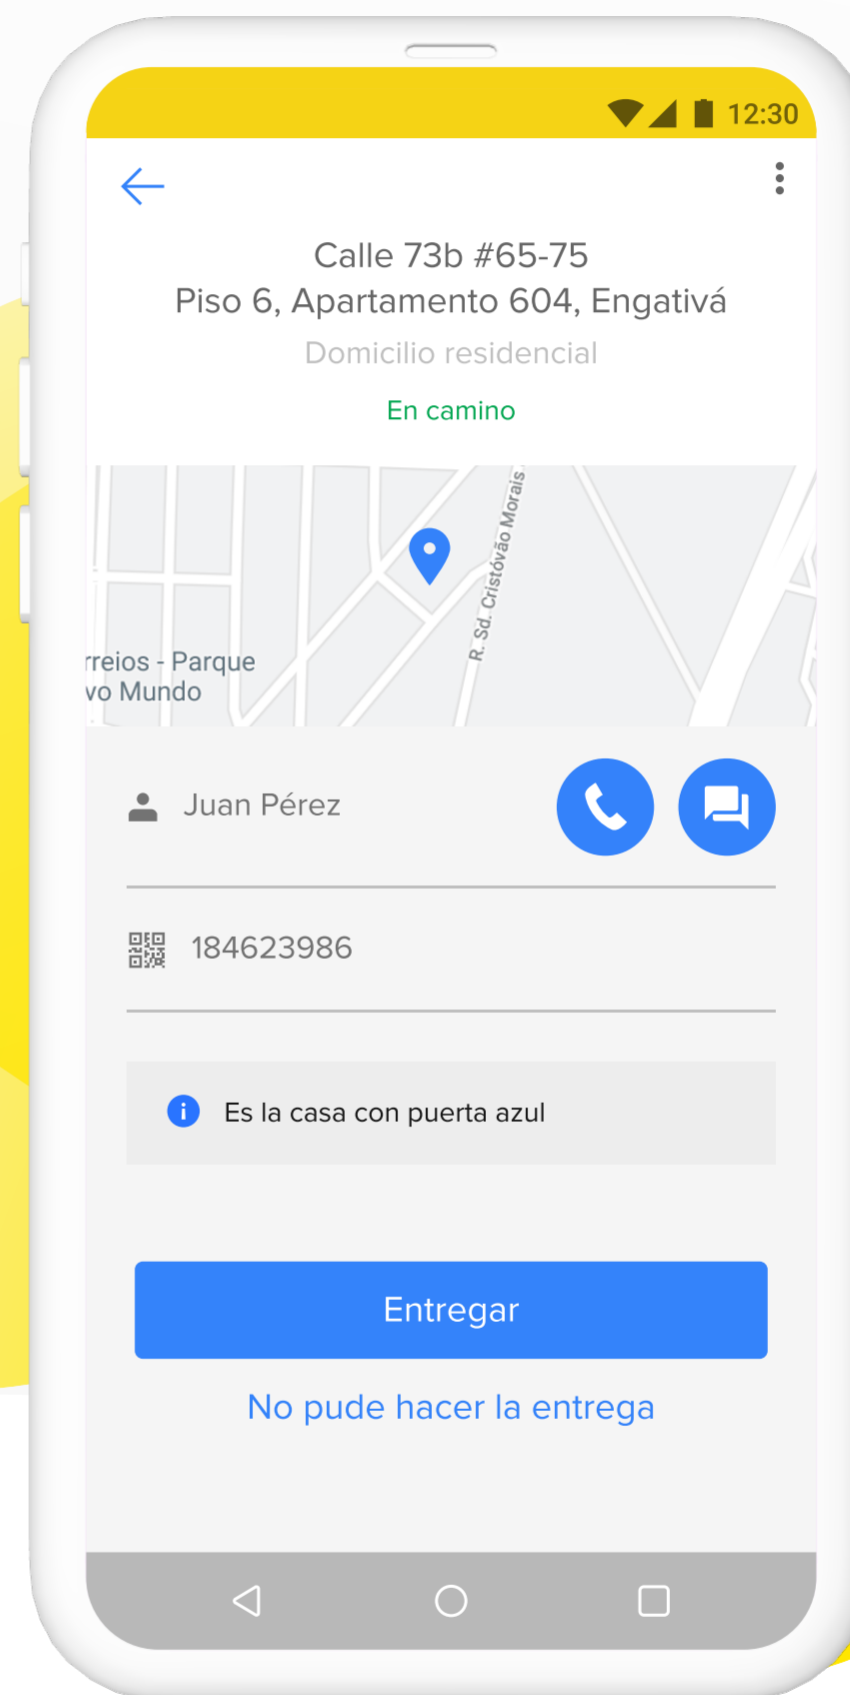 12:30
Calle 73b #65-75
Piso 6, Apartamento 604, Engativá
Domicilio residencial
En camino
R. Sd. Cristóvão Morais
rreios - Parque
vo Mundo
Juan Pérez
184623986
Es la casa con puerta azul
Entregar
No pude hacer la entrega